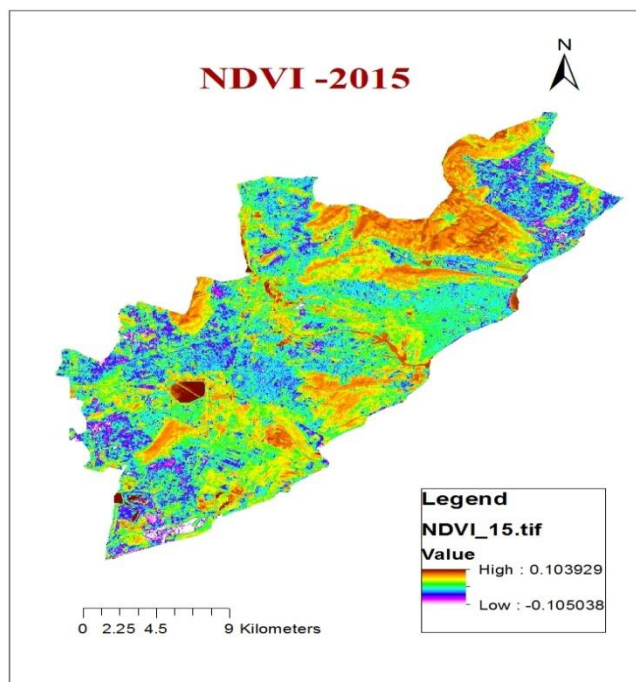 N
NDVI -2015
Legend
NDVI_15.tif
Value
High : 0.103929
Low : -0.105038
0 2.25 4.5 9 Kilometers